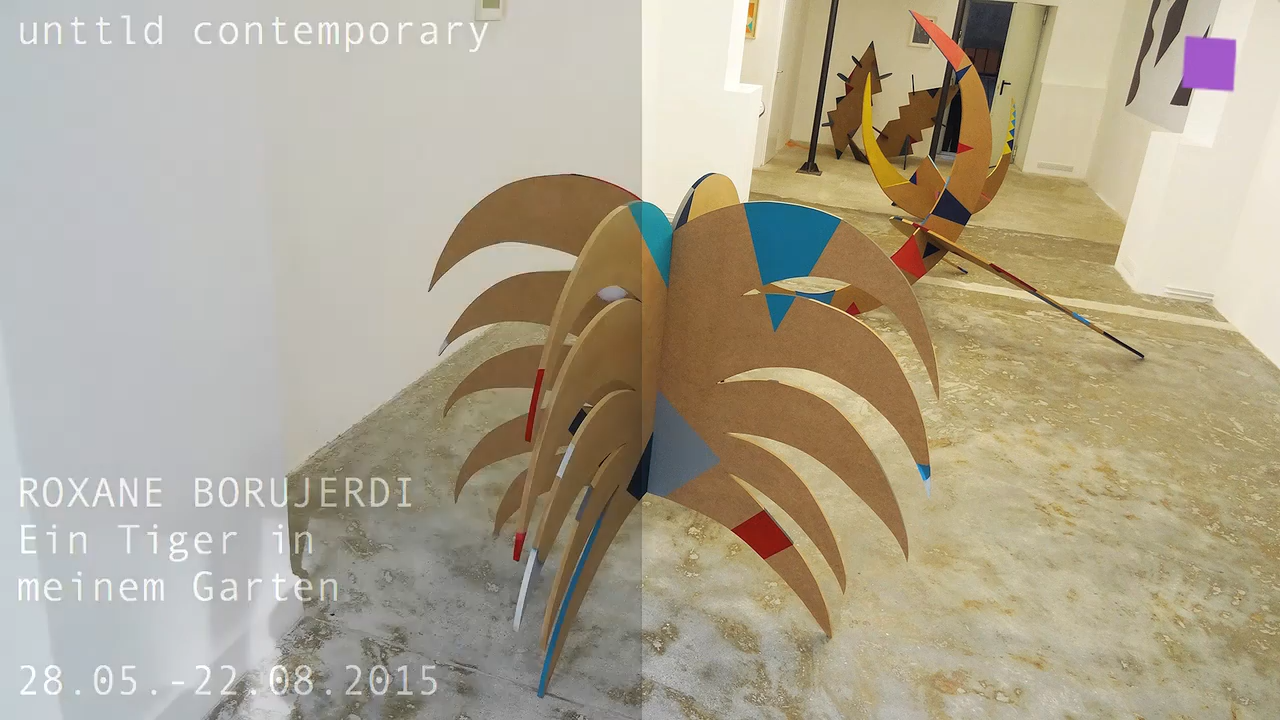 unttld contemporary
ROXANE BORUJERDI
Ein Tiger in
meinem Garten
28.05.-22.08.2015